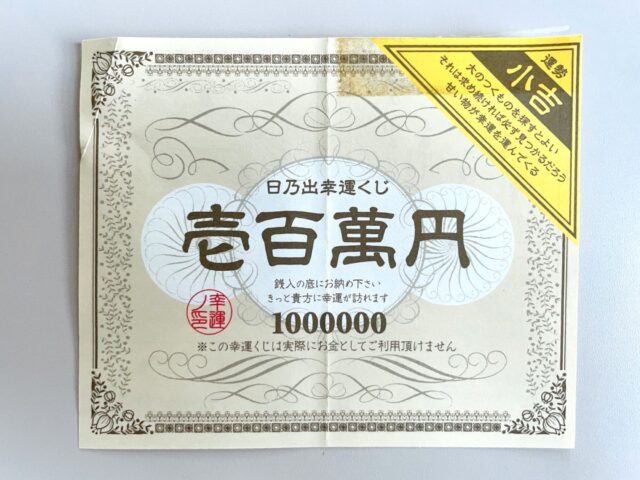 運勢
小吉
大のつくものを探すとよい
それは求め続ければ必ず見つかるだろう
甘い物が幸運を運んでくる
日乃出幸運くじ
壱百萬円
銭入の底にお納め下さい
きっと貴方に幸運が訪れます
幸運ノ印
1000000
※この幸運くじは実際にお金としてご利用頂けません